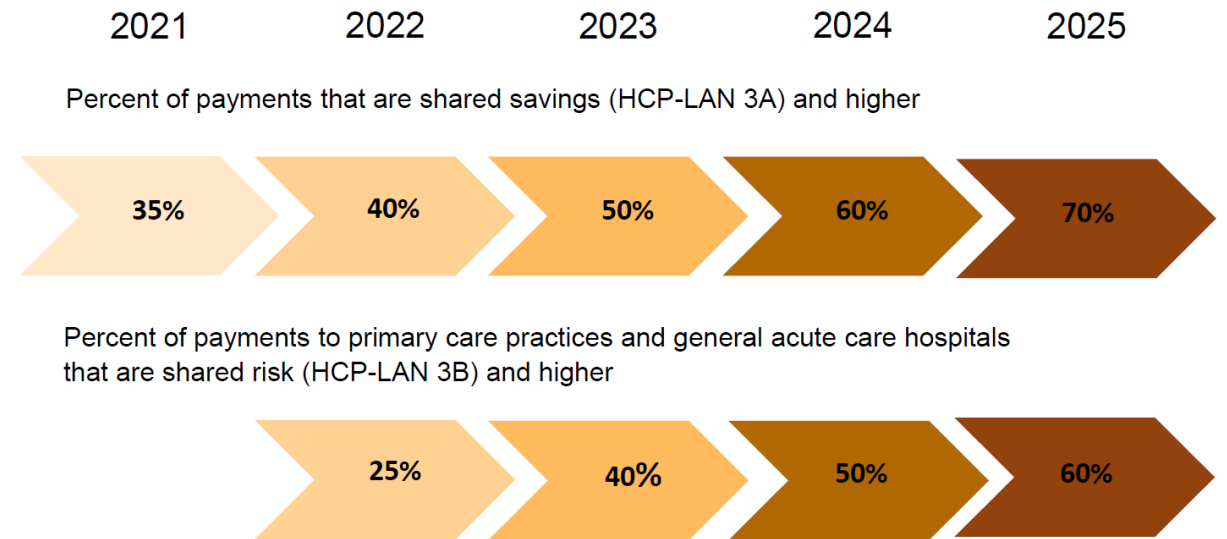 2021 2022 2023 2024 2025
Percent of payments that are shared savings (HCP-LAN 3A) and higher
35% 40% 50% 60% 70%
Percent of payments to primary care practices and general acute care hospitals
that are shared risk (HCP-LAN 3B) and higher
25% 40% 50% 60%